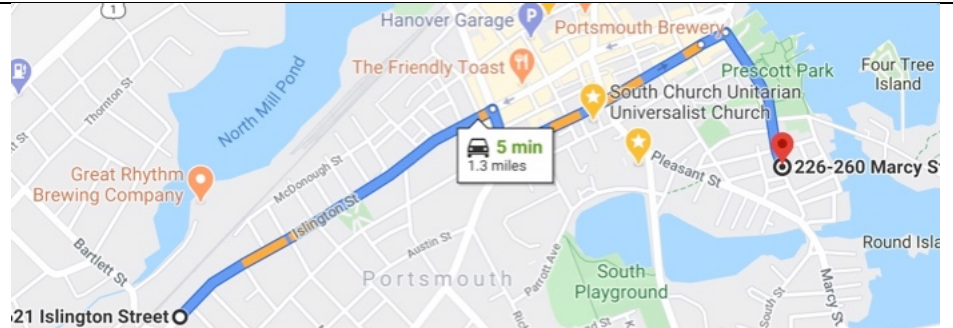 1
Hanover Garage
P
Portsmouth Brewery
The Friendly Toast
Prescott Park
Four Tree
Island
Thornton St
North Mill Pond
South Church Unitarian
Universalist Church
5 min
1.3 miles
McDonough St
Pleasant St
226-260 Marcy S
Great Rhythm
Brewing Company
Islington St
Austin St
Bartlett St
Portsmouth
Parrott Ave
South
Playground
Round Isla
Marcy St
South St
21 Islington Street